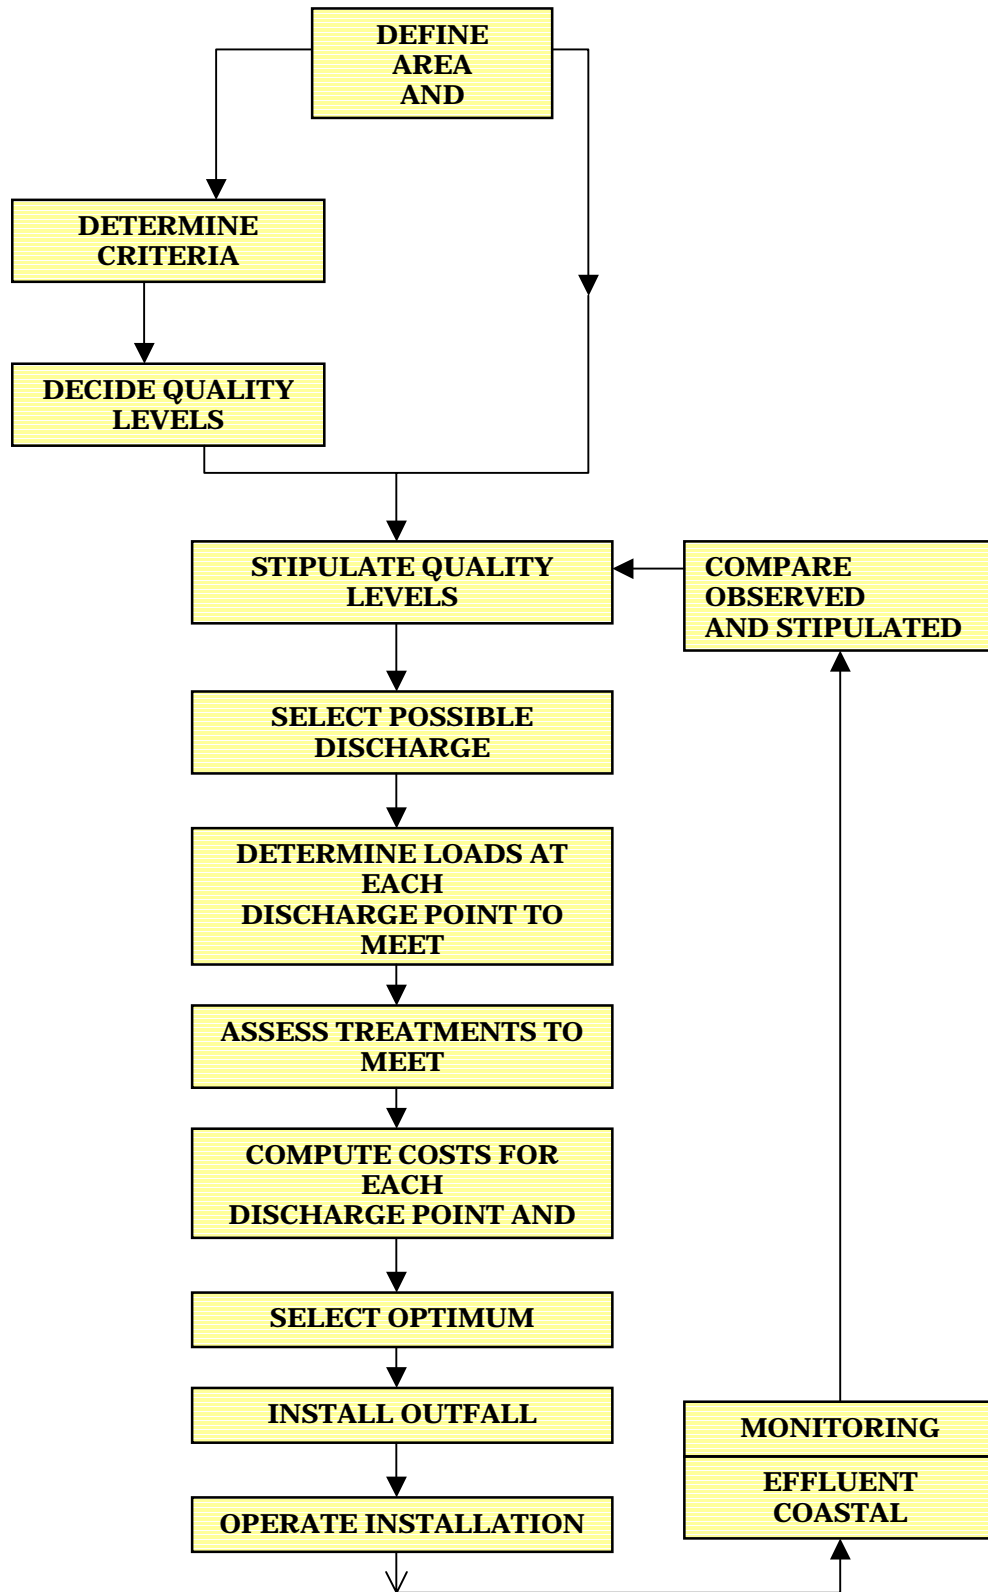 DEFINE
AREA
AND
DETERMINE
CRITERIA
DECIDE QUALITY
LEVELS
STIPULATE QUALITY
LEVELS
COMPARE
OBSERVED
AND STIPULATED
SELECT POSSIBLE
DISCHARGE
DETERMINE LOADS AT
EACH
DISCHARGE POINT TO
MEET
ASSESS TREATMENTS TO
MEET
COMPUTE COSTS FOR
EACH
DISCHARGE POINT AND
SELECT OPTIMUM
INSTALL OUTFALL
OPERATE INSTALLATION
MONITORING
EFFLUENT
COASTAL